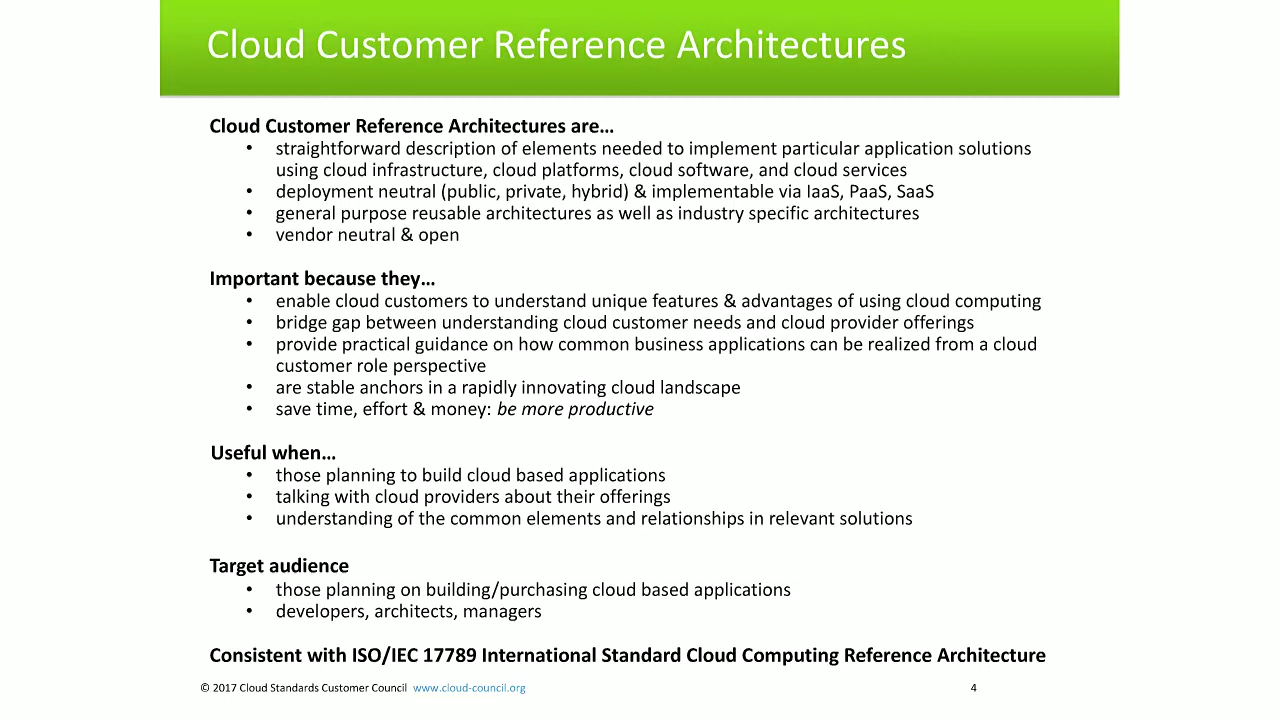 Cloud Customer Reference Architectures
Cloud Customer Reference Architectures are…
• straightforward description of elements needed to implement particular application solutions
using cloud infrastructure, cloud platforms, cloud software, and cloud services
• deployment neutral (public, private, hybrid) & implementable via IaaS, PaaS, SaaS
• general purpose reusable architectures as well as industry specific architectures
• vendor neutral & open
Important because they…
• enable cloud customers to understand unique features & advantages of using cloud computing
• bridge gap between understanding cloud customer needs and cloud provider offerings
• provide practical guidance on how common business applications can be realized from a cloud
customer role perspective
• are stable anchors in a rapidly innovating cloud landscape
• save time, effort & money: be more productive
Useful when…
• those planning to build cloud based applications
• talking with cloud providers about their offerings
• understanding of the common elements and relationships in relevant solutions
Target audience
• those planning on building/purchasing cloud based applications
• developers, architects, managers
Consistent with ISO/IEC 17789 International Standard Cloud Computing Reference Architecture
© 2017 Cloud Standards Customer Council www.cloud-council.org 4